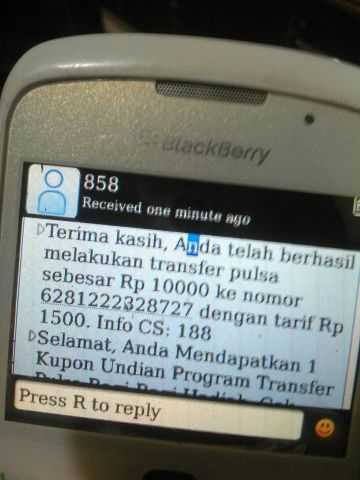 BlackBerry
858
Received one minute ago
Terima kasih, Anda telah berhasil
melakukan transfer pulsa
sebesar Rp 10000 ke nomor
6281222328727 dengan tarif Rp
1500. Info CS: 188
Selamat, Anda Mendapatkan 1
Kupon Undian Program Transfer
Press R to reply